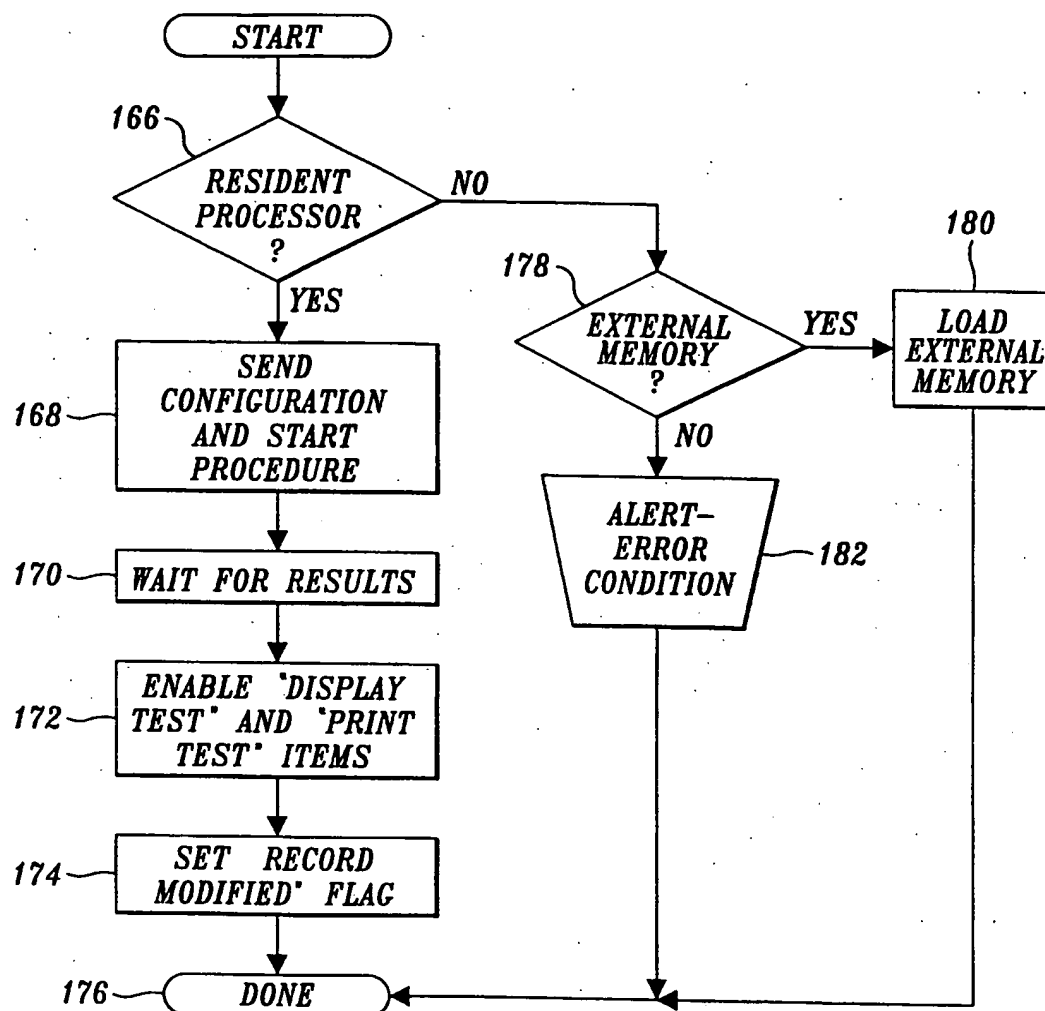 START
166
RESIDENT
PROCESSOR
?
NO
YES
178
EXTERNAL
MEMORY
?
YES
180
LOAD
EXTERNAL
MEMORY
168
SEND
CONFIGURATION
AND START
PROCEDURE
NO
ALERT-
ERROR
CONDITION
182
170
WAIT FOR RESULTS
172
ENABLE "DISPLAY
TEST" AND "PRINT
TEST" ITEMS
174
SET RECORD
MODIFIED" FLAG
176
DONE